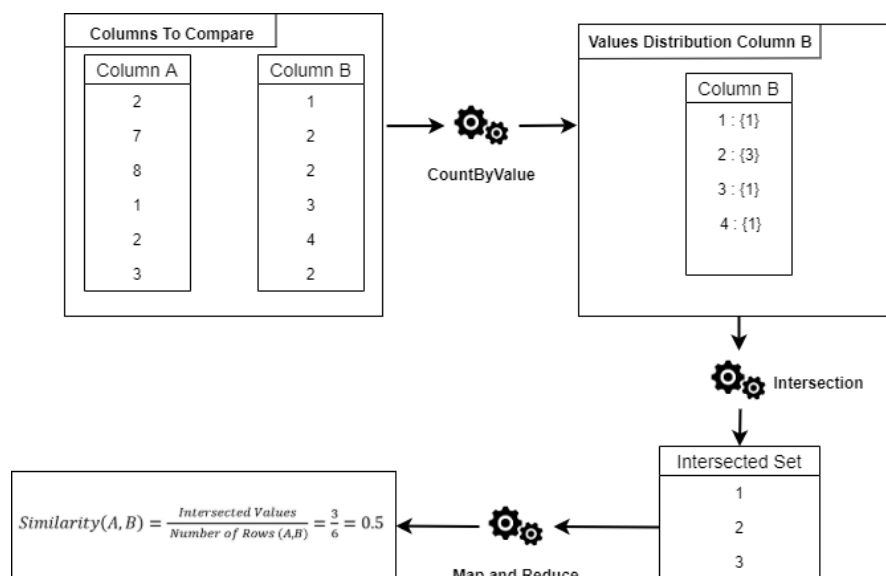 Columns To Compare
Column A
2
7
8
1
2
3
Column B
1
2
2
3
4
2
CountByValue
Values Distribution Column B
Column B
1 : {1}
2 : {3}
3 : {1}
4 : {1}
Intersection
Intersected Set
1
2
3
Map and Reduce
Similarity(A, B) = Intersected Values / Number of Rows (A,B) = 3/6 = 0.5